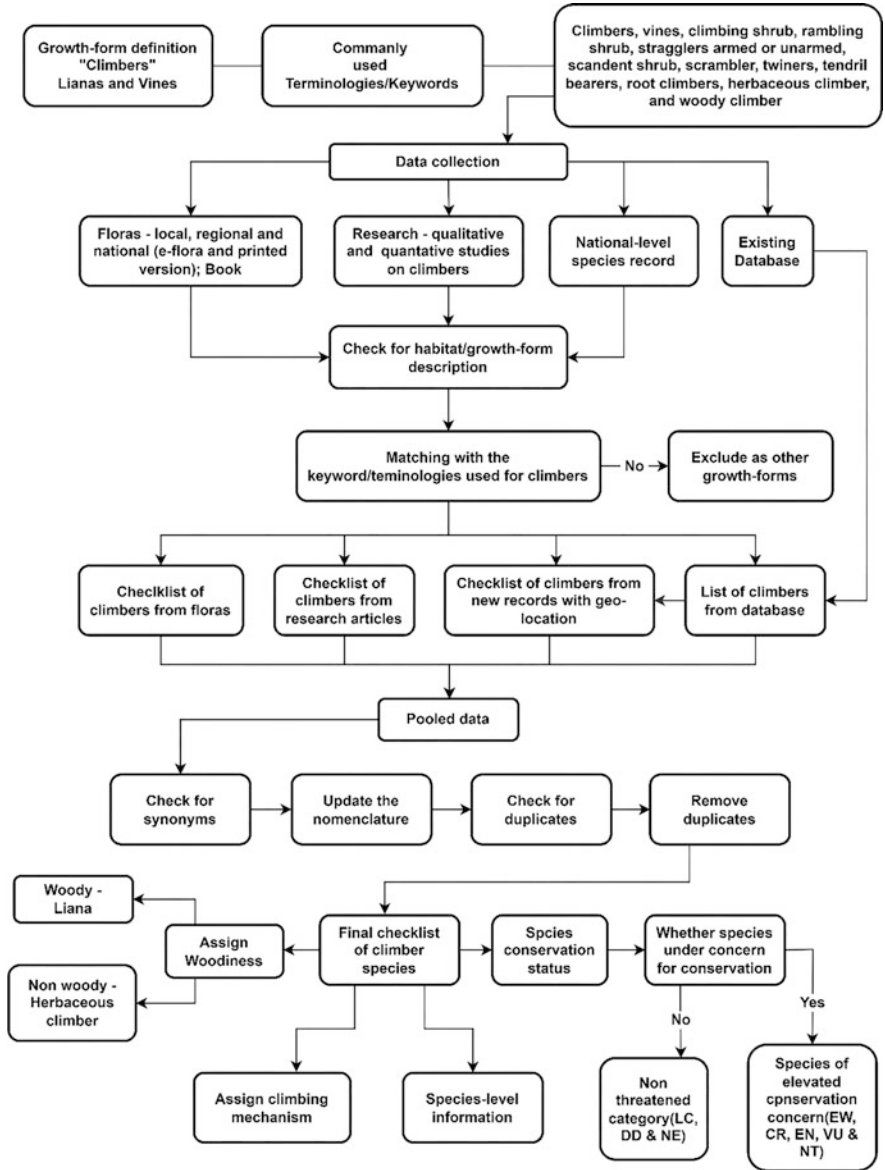 Growth-form definition
"Climbers"
Lianas and Vines
Commanly
used
Terminologies/Keywords
Climbers, vines, climbing shrub, rambling
shrub, stragglers armed or unarmed,
scandent shrub, scrambler, twiners, tendril
bearers, root climbers, herbaceous climber,
and woody climber
Data collection
Floras - local, regional and
national (e-flora and printed
version); Book
Research - qualitative
and quantative studies
on climbers
National-level
species record
Existing
Database
Check for habitat/growth-form
description
Matching with the
keyword/teminologies used for climbers
No
Exclude as other
growth-forms
Checlklist of
climbers from floras
Checklist of
climbers from
research articles
Checklist of climbers from
new records with geo-
location
List of climbers
from database
Pooled data
Check for
synonyms
Update the
nomenclature
Check for
duplicates
Remove
duplicates
Woody -
Liana
Assign
Woodiness
Non woody -
Herbaceous
climber
Final checklist
of climber
species
Spcies
conservation
status
Whether species
under concern
for conservation
No
Yes
Assign climbing
mechanism
Species-level
information
Non
threatened
category(LC,
DD & NE)
Species of
elevated
cpnservation
concern(EW,
CR, EN, VU &
NT)